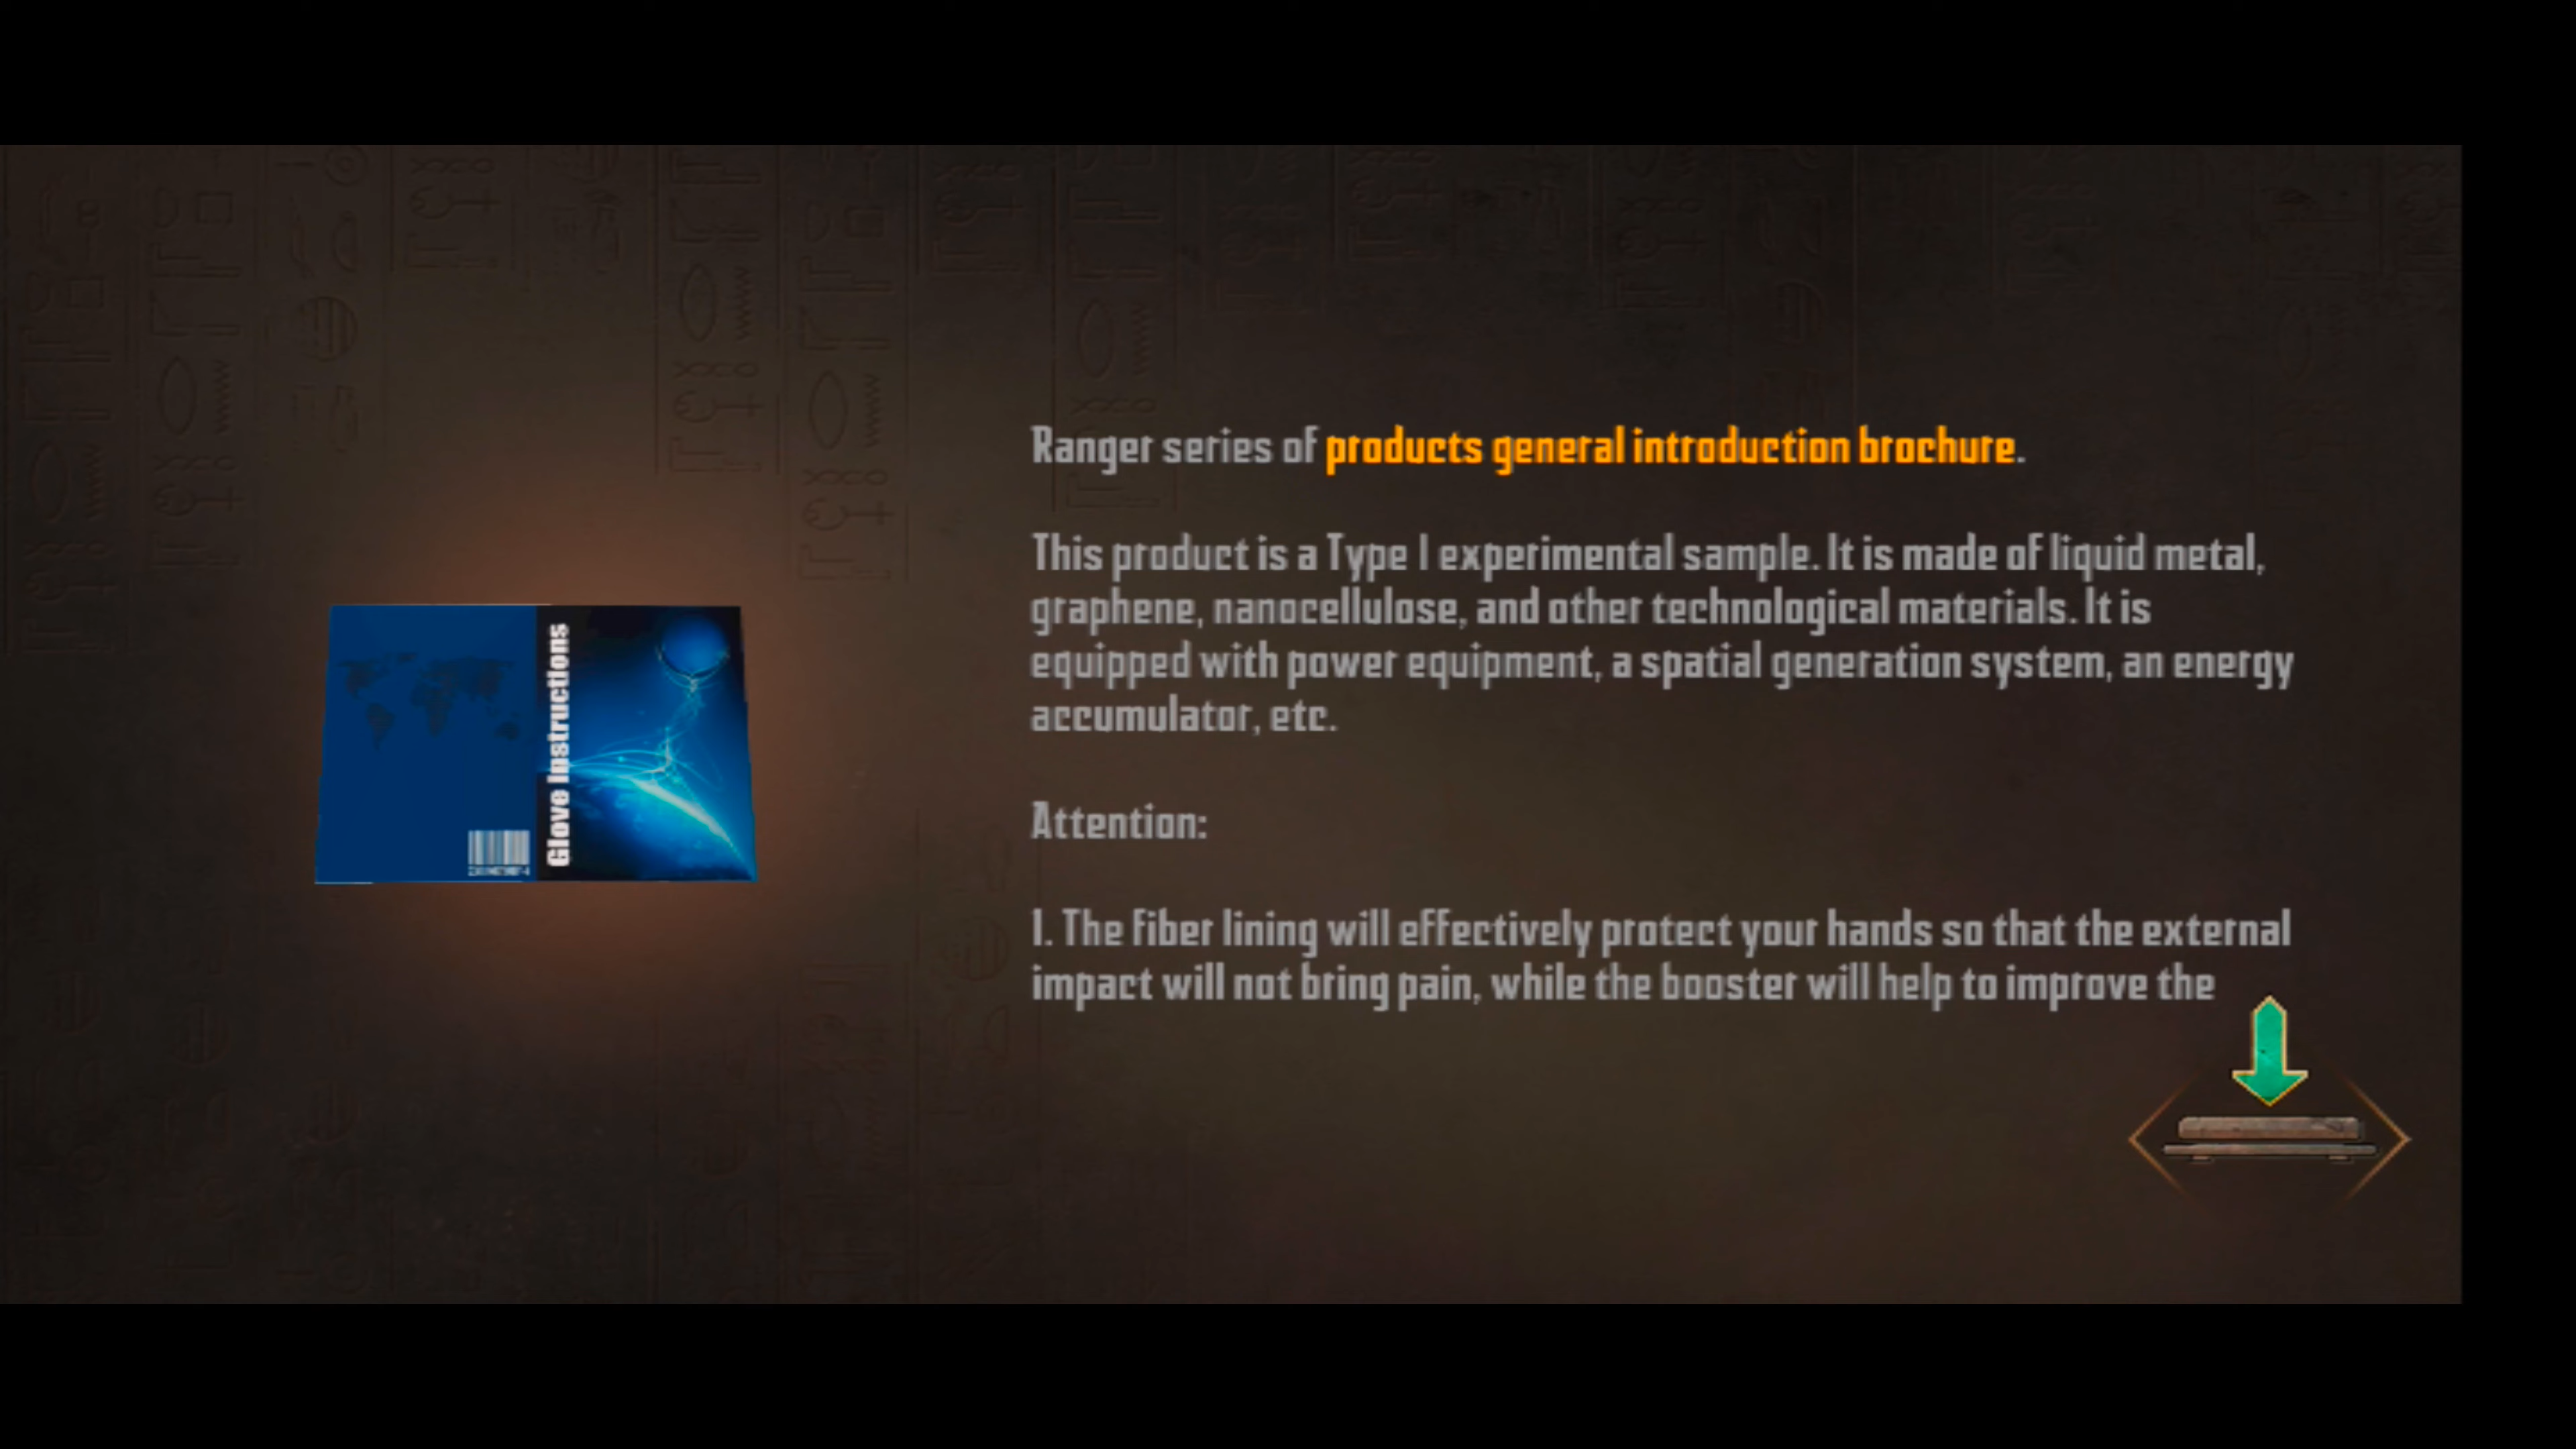 Glove Instructions
Ranger series of products general introduction brochure.
This product is a Type I experimental sample. It is made of liquid metal,
graphene, nanocellulose, and other technological materials. It is
equipped with power equipment, a spatial generation system, an energy
accumulator, etc.
Attention:
1. The fiber lining will effectively protect your hands so that the external
impact will not bring pain, while the booster will help to improve the